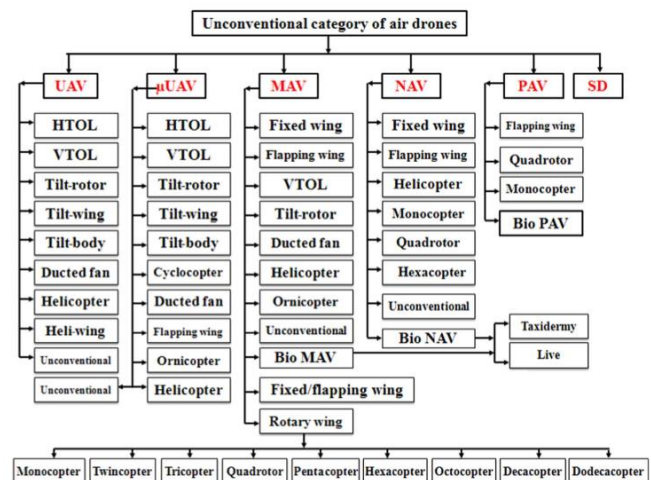 Unconventional category of air drones
UAV
μUAV
MAV
NAV
PAV
SD
HTOL
VTOL
Tilt-rotor
Tilt-wing
Tilt-body
Ducted fan
Helicopter
Heli-wing
Unconventional
Unconventional
HTOL
VTOL
Tilt-rotor
Tilt-wing
Tilt-body
Cyclocopter
Ducted fan
Flapping wing
Ornicopter
Helicopter
Fixed wing
Flapping wing
VTOL
Tilt-rotor
Ducted fan
Helicopter
Ornicopter
Unconventional
Bio MAV
Fixed/flapping wing
Rotary wing
Fixed wing
Flapping wing
Helicopter
Monocopter
Quadrotor
Hexacopter
Unconventional
Bio NAV
Flapping wing
Quadrotor
Monocopter
Bio PAV
Taxidermy
Live
Monocopter
Twincopter
Tricopter
Quadrotor
Pentacopter
Hexacopter
Octocopter
Decacopter
Dodecacopter